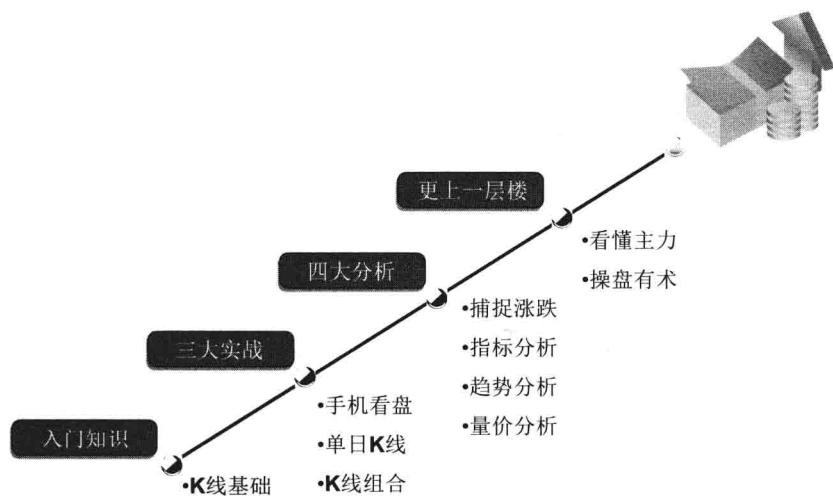 更上一层楼
•看懂主力
•操盘有术
四大分析
•捕捉涨跌
•指标分析
•趋势分析
•量价分析
三大实战
•手机看盘
•单日K线
•K线组合
入门知识
•K线基础